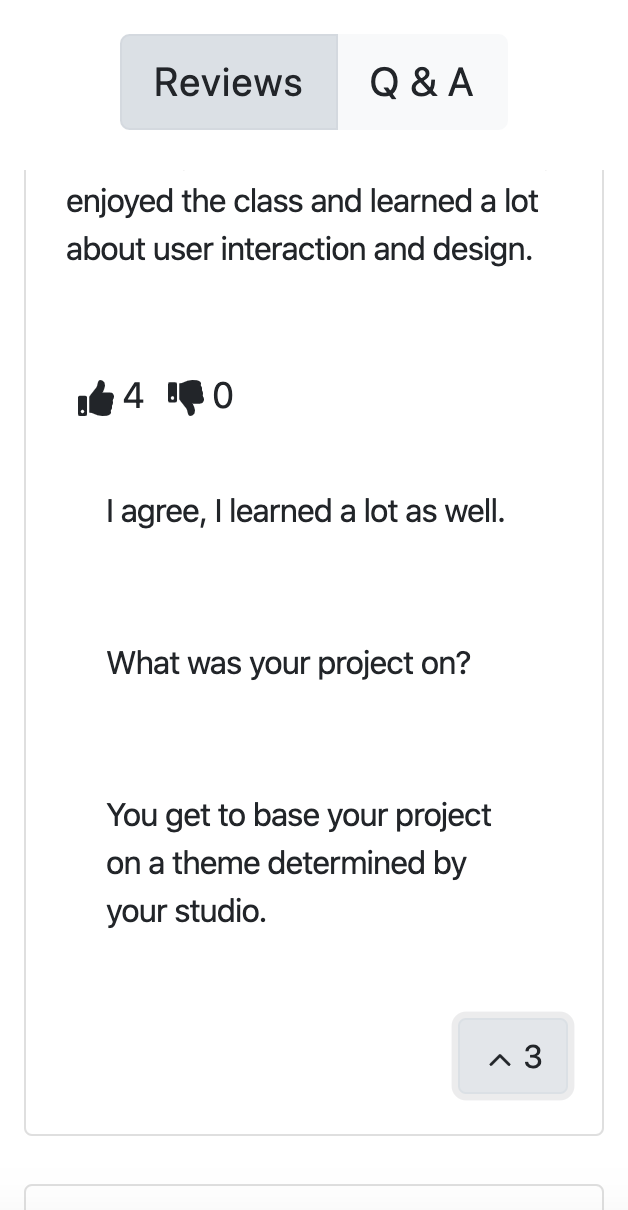 Reviews
Q & A
enjoyed the class and learned a lot
about user interaction and design.
4
0
I agree, I learned a lot as well.
What was your project on?
You get to base your project
on a theme determined by
your studio.
3